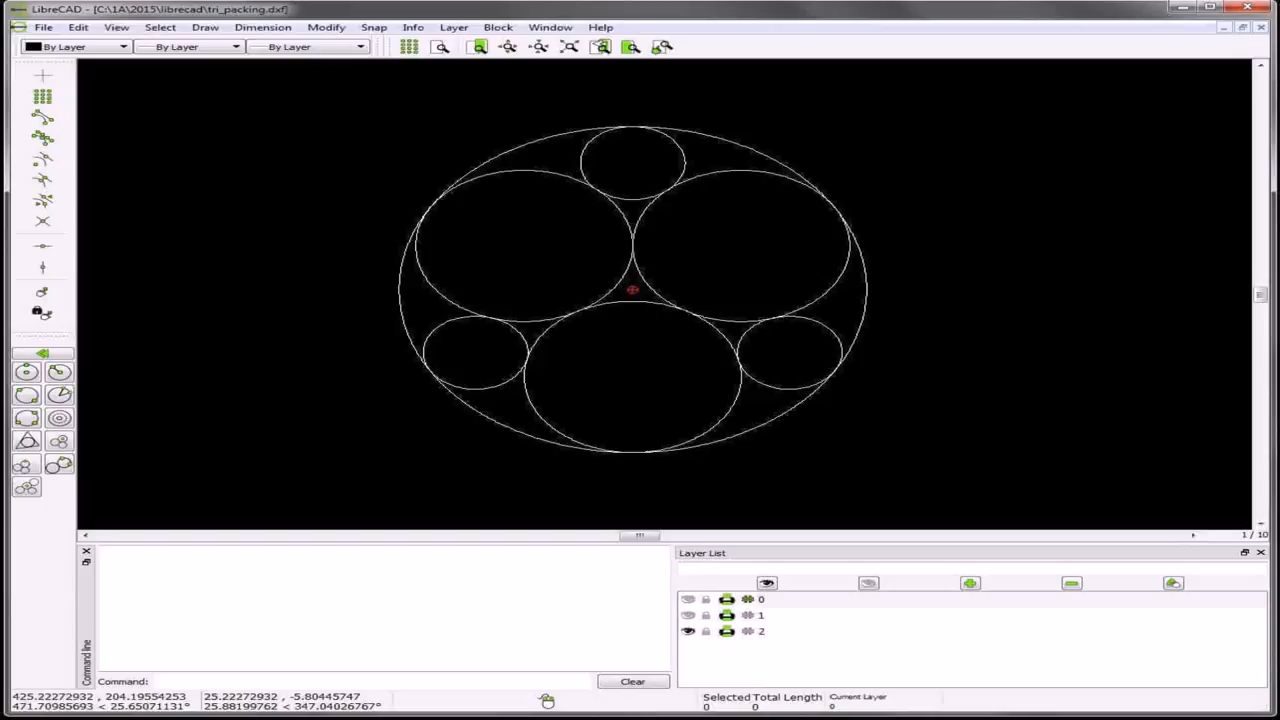 LibreCAD - [C:\1A\2015\librecad\tri_packing.dxf]
File Edit View Select Draw Dimension Modify Snap Info Layer Block Window Help
By Layer By Layer By Layer
1 / 10
Layer List
0
1
2
Command line
Command: Clear
425.22272932 , 204.19554253 25.22272932 , -5.80445747 Selected Total Length Current Layer
471.70985693 < 25.65071131° 25.88199762 < 347.04026767° 0 0 0